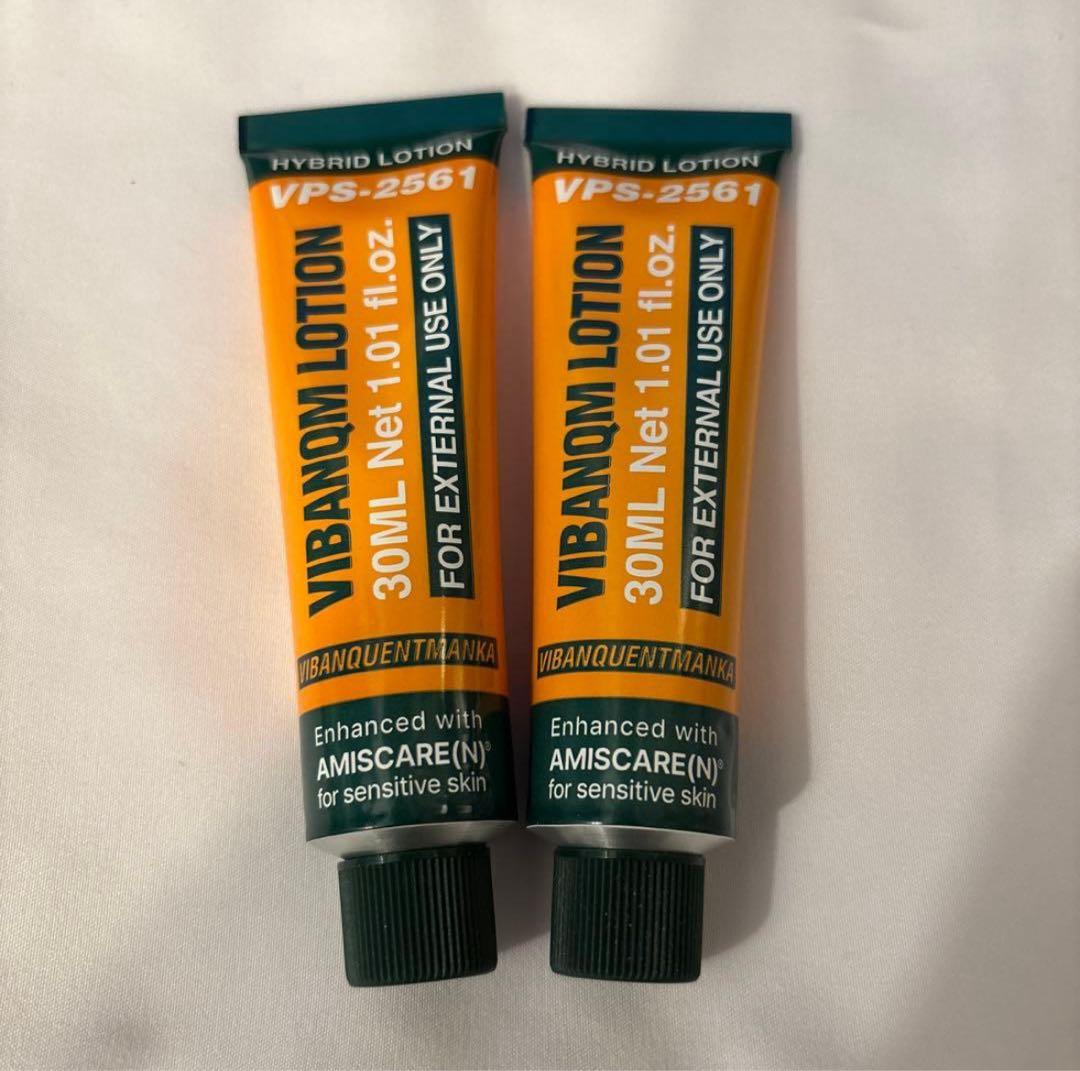 HYBRID LOTION
VPS-2561
VIBANQM LOTION
30ML Net 1.01 fl.oz.
FOR EXTERNAL USE ONLY
VIBANQUENTMANKA
Enhanced with
AMISCARE(N)®
for sensitive skin
HYBRID LOTION
VPS-2561
VIBANQM LOTION
30ML Net 1.01 fl.oz.
FOR EXTERNAL USE ONLY
VIBANQUENTMANKA
Enhanced with
AMISCARE(N)®
for sensitive skin